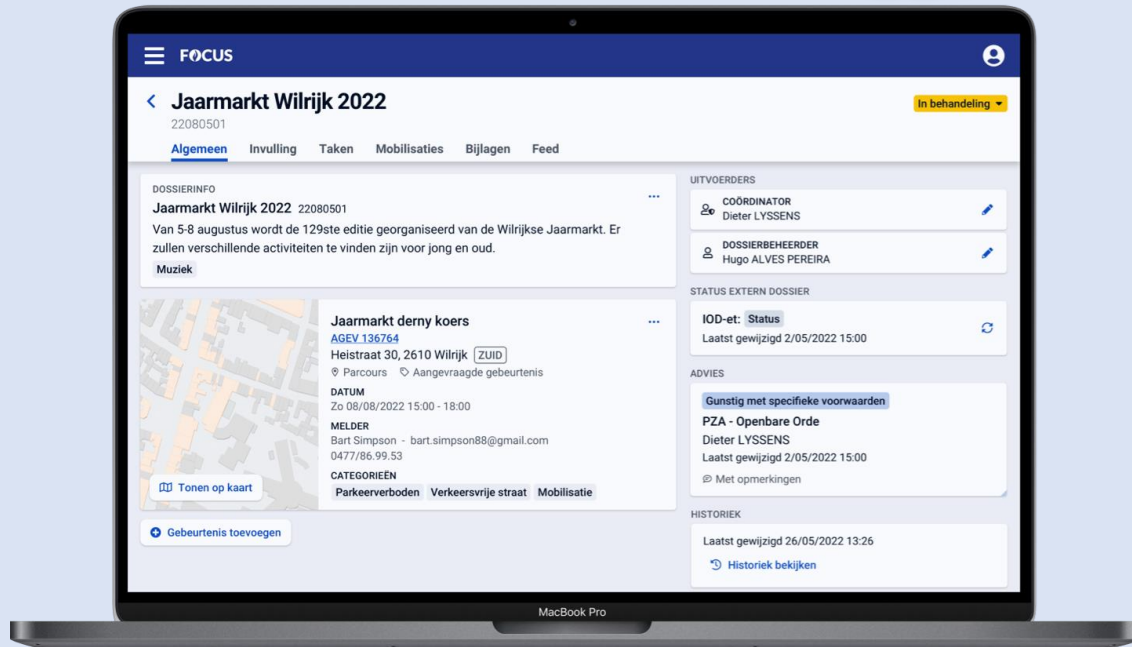 FOCUS
Jaarmarkt Wilrijk 2022
22080501
In behandeling
Algemeen Invulling Taken Mobilisaties Bijlagen Feed
DOSSIERINFO
Jaarmarkt Wilrijk 2022 22080501
Van 5-8 augustus wordt de 129ste editie georganiseerd van de Wilrijkse Jaarmarkt. Er
zullen verschillende activiteiten te vinden zijn voor jong en oud.
Muziek
Jaarmarkt derny koers
AGEV 136764
Heistraat 30, 2610 Wilrijk ZUID
Parcours Aangevraagde gebeurtenis
DATUM
Zo 08/08/2022 15:00 - 18:00
MELDER
Bart Simpson - bart.simpson88@gmail.com
0477/86.99.53
CATEGORIEËN
Parkeerverboden Verkeersvrije straat Mobilisatie
Tonen op kaart
Gebeurtenis toevoegen
UITVOERDERS
COÖRDINATOR
Dieter LYSSENS
DOSSIERBEHEERDER
Hugo ALVES PEREIRA
STATUS EXTERN DOSSIER
IOD-et: Status
Laatst gewijzigd 2/05/2022 15:00
ADVIES
Gunstig met specifieke voorwaarden
PZA - Openbare Orde
Dieter LYSSENS
Laatst gewijzigd 2/05/2022 15:00
Met opmerkingen
HISTORIEK
Laatst gewijzigd 26/05/2022 13:26
Historiek bekijken
MacBook Pro